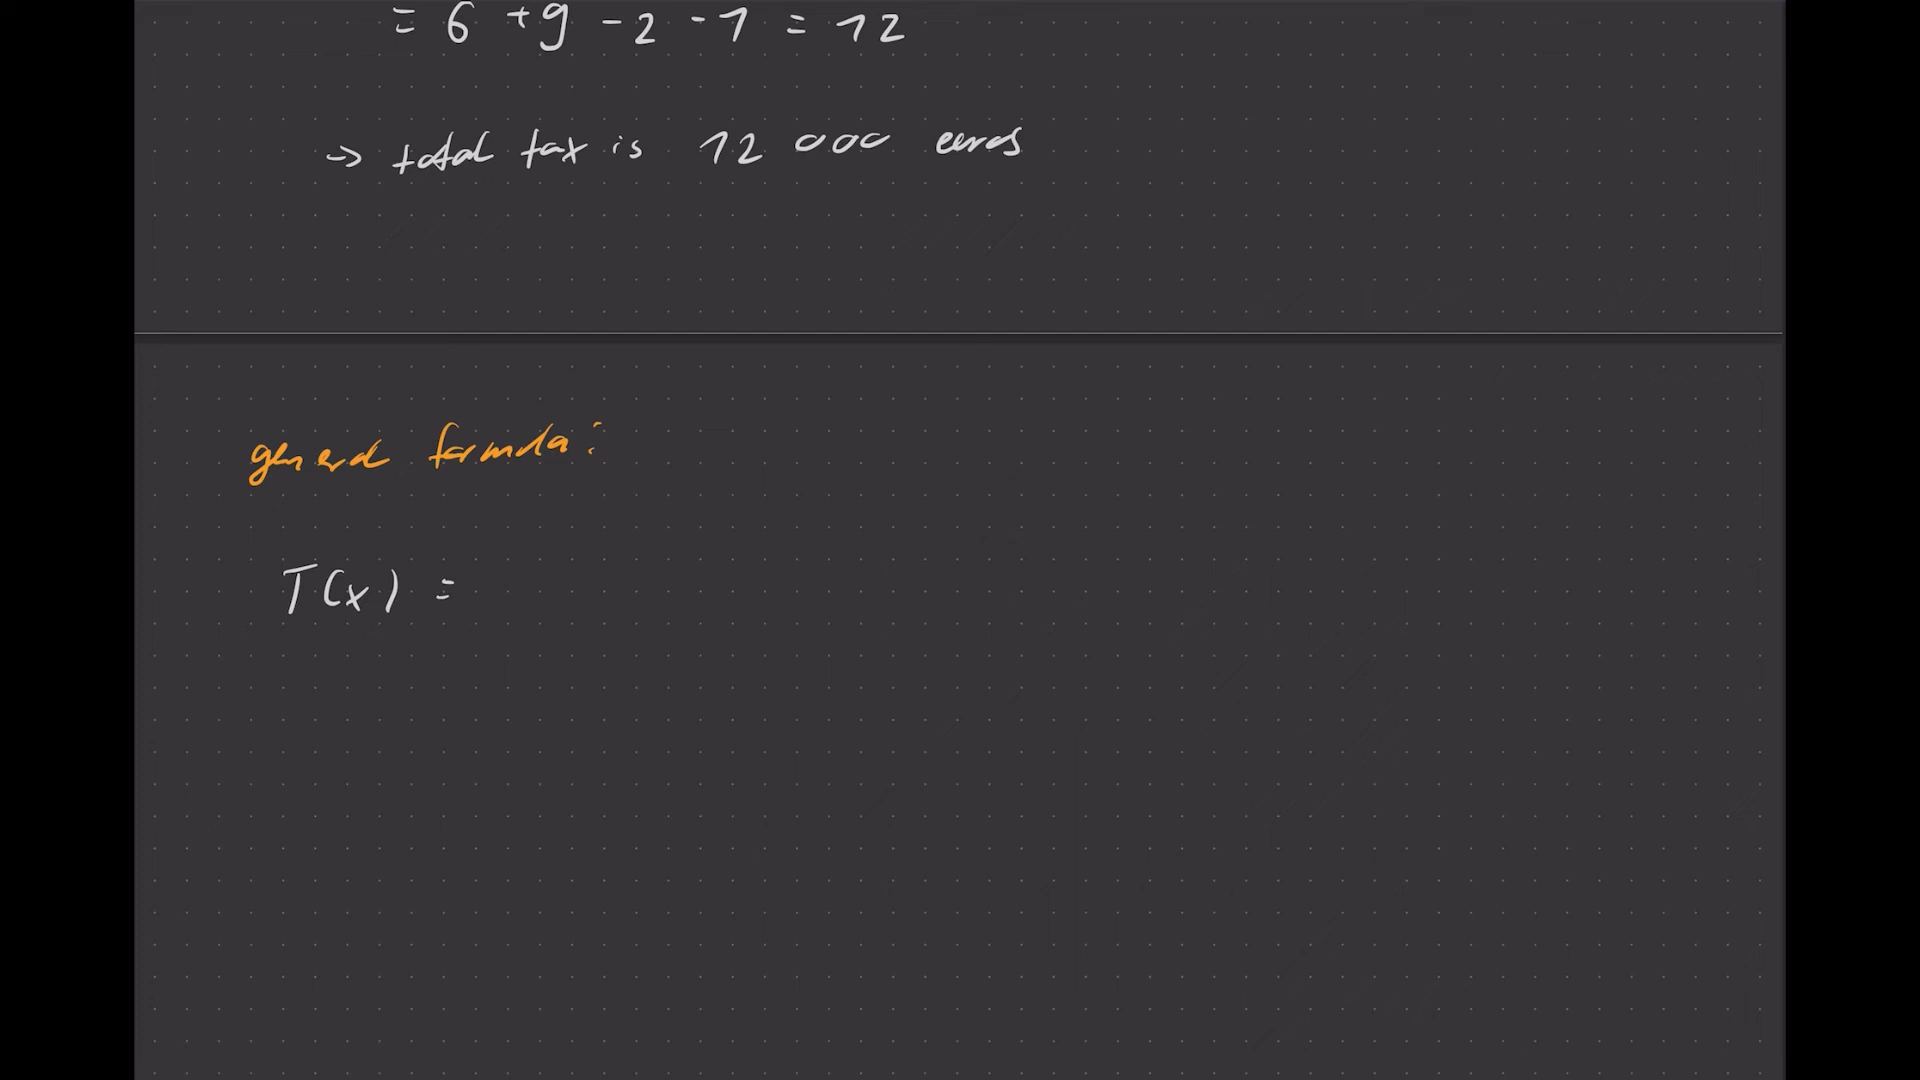 = 6 + 9 - 2 - 1 = 12
-> total tax is 12 000 euros
general formula:
T(x) =